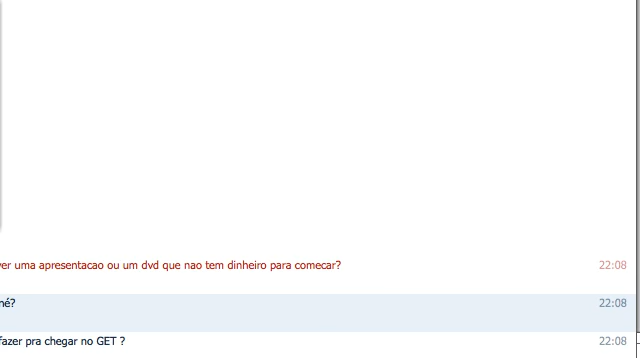 ver uma apresentacao ou um dvd que nao tem dinheiro para comecar? 22:08
né? 22:08
fazer pra chegar no GET ? 22:08